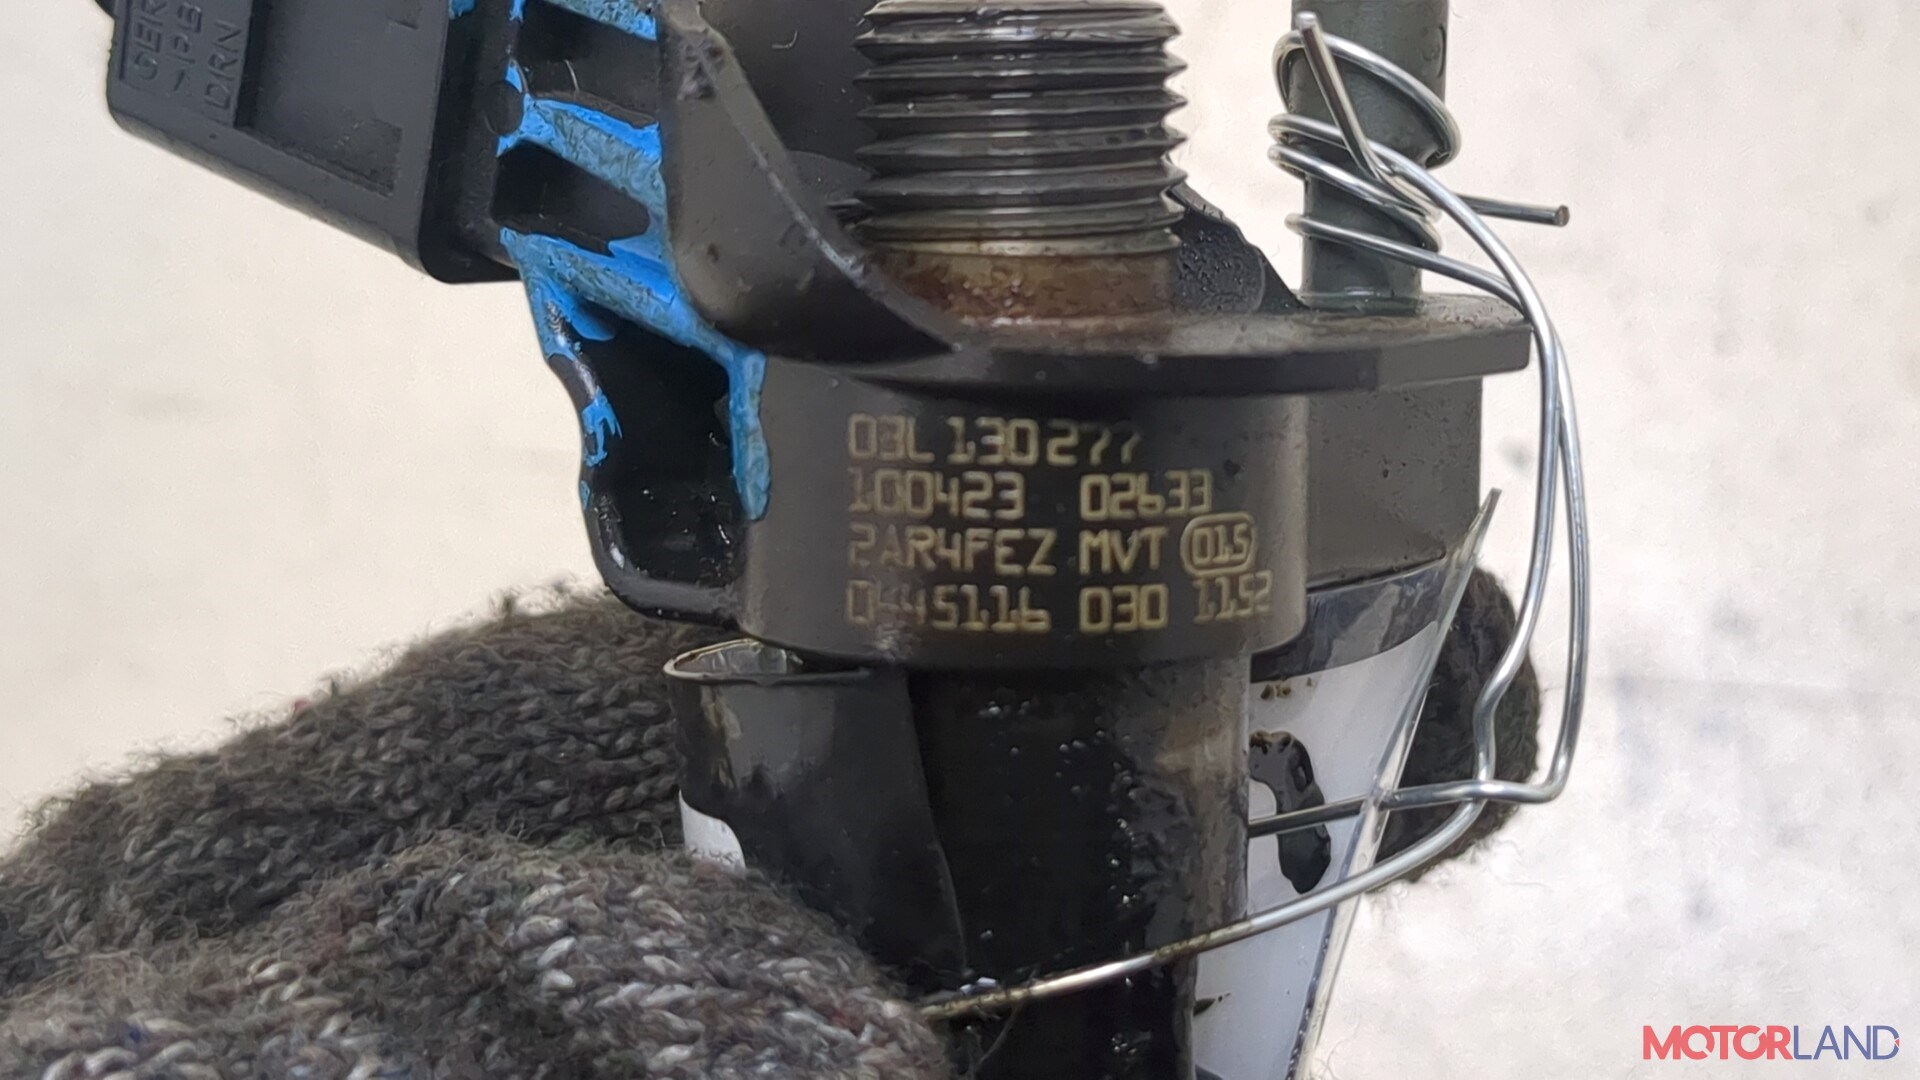 03L 130 277
100423 02633
2AR4FEZ MVT 015
0445116 030 1152
MOTORLAND